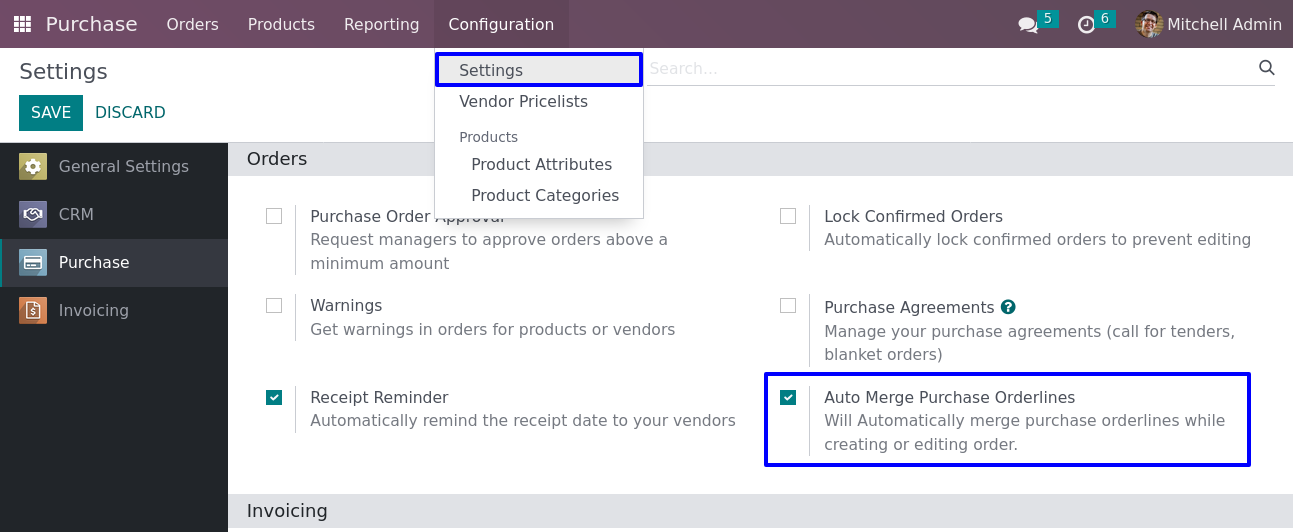 Purchase Orders Products Reporting Configuration 5 6 Mitchell Admin
Settings
SAVE DISCARD
Search...
Settings
Vendor Pricelists
Products
Product Attributes
Product Categories
General Settings
CRM
Purchase
Invoicing
Orders
Purchase Order Approval
Request managers to approve orders above a
minimum amount
Lock Confirmed Orders
Automatically lock confirmed orders to prevent editing
Warnings
Get warnings in orders for products or vendors
Purchase Agreements ?
Manage your purchase agreements (call for tenders,
blanket orders)
Receipt Reminder
Automatically remind the receipt date to your vendors
Auto Merge Purchase Orderlines
Will Automatically merge purchase orderlines while
creating or editing order.
Invoicing